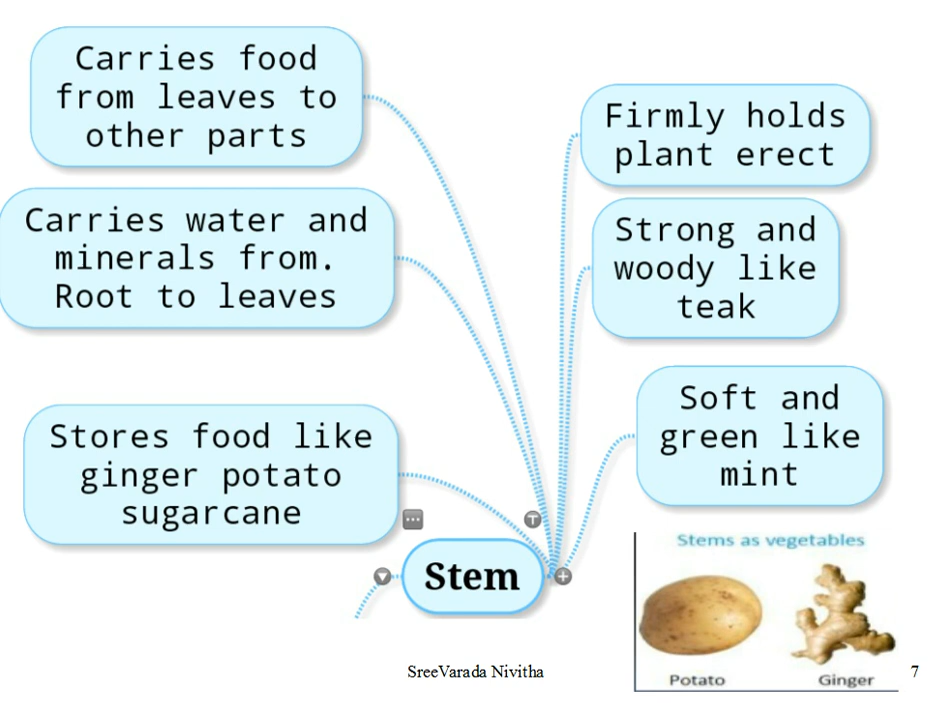 Carries food
from leaves to
other parts
Carries water and
minerals from.
Root to leaves
Stores food like
ginger potato
sugarcane
Firmly holds
plant erect
Strong and
woody like
teak
Soft and
green like
mint
Stem
Stems as vegetables
Potato
Ginger
SreeVarada Nivitha
7